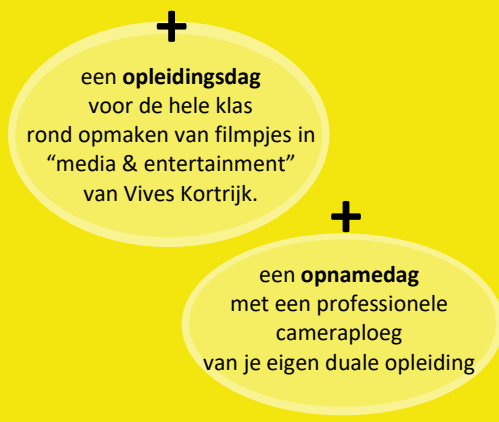 +
een opleidingsdag
voor de hele klas
rond opmaken van filmpjes in
“media & entertainment”
van Vives Kortrijk.
+
een opnamedag
met een professionele
cameraploeg
van je eigen duale opleiding